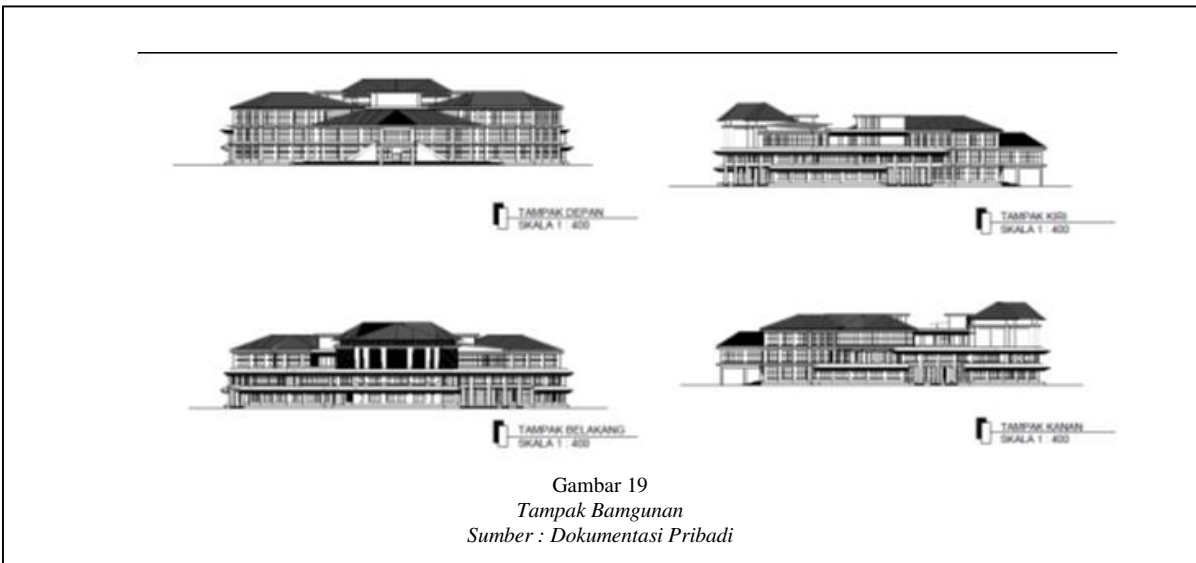 TAMPAK DEPAN
SKALA 1 : 400
TAMPAK KIRI
SKALA 1 : 400
TAMPAK BELAKANG
SKALA 1 : 400
TAMPAK KANAN
SKALA 1 : 400
Gambar 19
Tampak Bamgunan
Sumber : Dokumentasi Pribadi